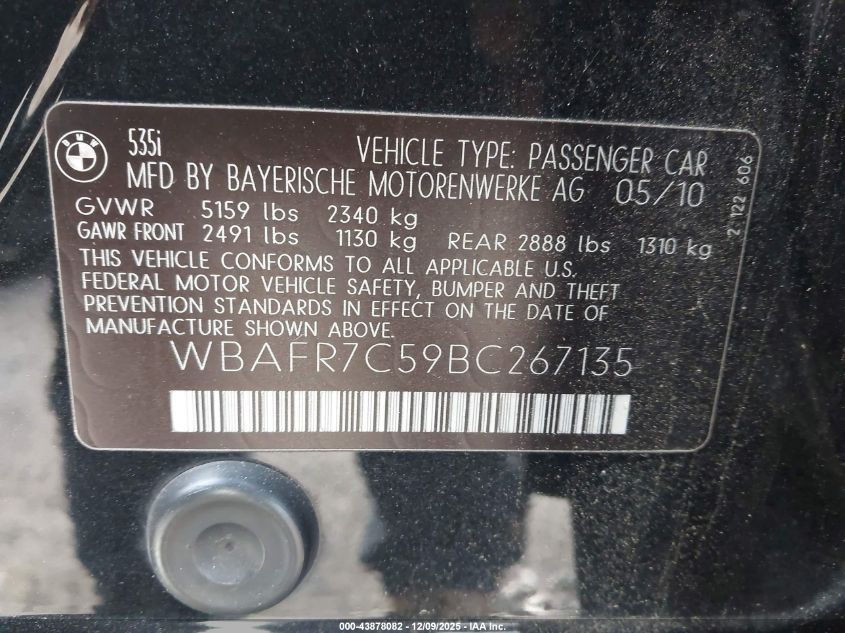 BMW
535i
VEHICLE TYPE: PASSENGER CAR
MFD BY BAYERISCHE MOTORENWERKE AG 05/10
GVWR 5159 lbs 2340 kg
GAWR FRONT 2491 lbs 1130 kg REAR 2888 lbs 1310 kg
THIS VEHICLE CONFORMS TO ALL APPLICABLE U.S.
FEDERAL MOTOR VEHICLE SAFETY, BUMPER AND THEFT
PREVENTION STANDARDS IN EFFECT ON THE DATE OF
MANUFACTURE SHOWN ABOVE.
WBAFR7C59BC267135
2 122 606
000-43878082 - 12/09/2025 - IAA Inc.